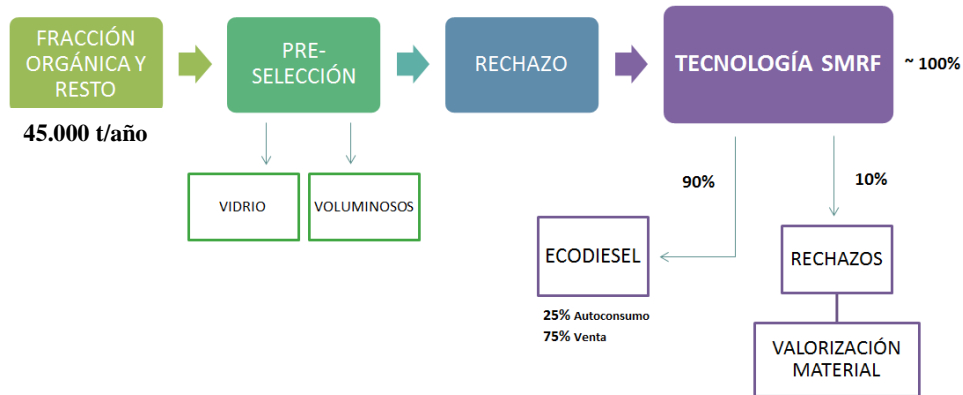 FRACCIÓN
ORGÁNICA Y
RESTO
45.000 t/año
PRE-
SELECCIÓN
RECHAZO
TECNOLOGÍA SMRF
~ 100%
VIDRIO
VOLUMINOSOS
90%
10%
ECODIESEL
25% Autoconsumo
75% Venta
RECHAZOS
VALORIZACIÓN
MATERIAL